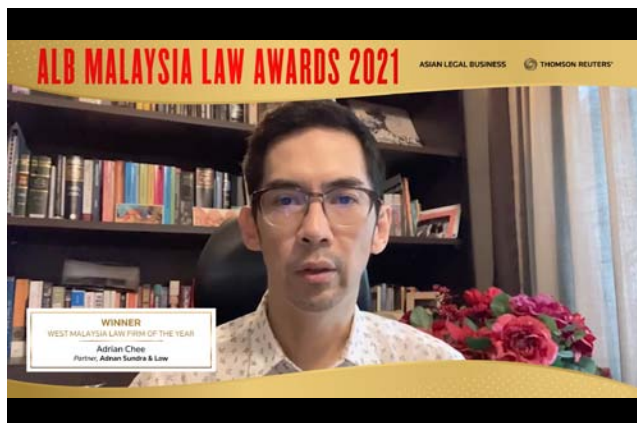 ALB MALAYSIA LAW AWARDS 2021
ASIAN LEGAL BUSINESS
THOMSON REUTERS®
WINNER
WEST MALAYSIA LAW FIRM OF THE YEAR
Adrian Chee
Partner, Adnan Sundra & Low